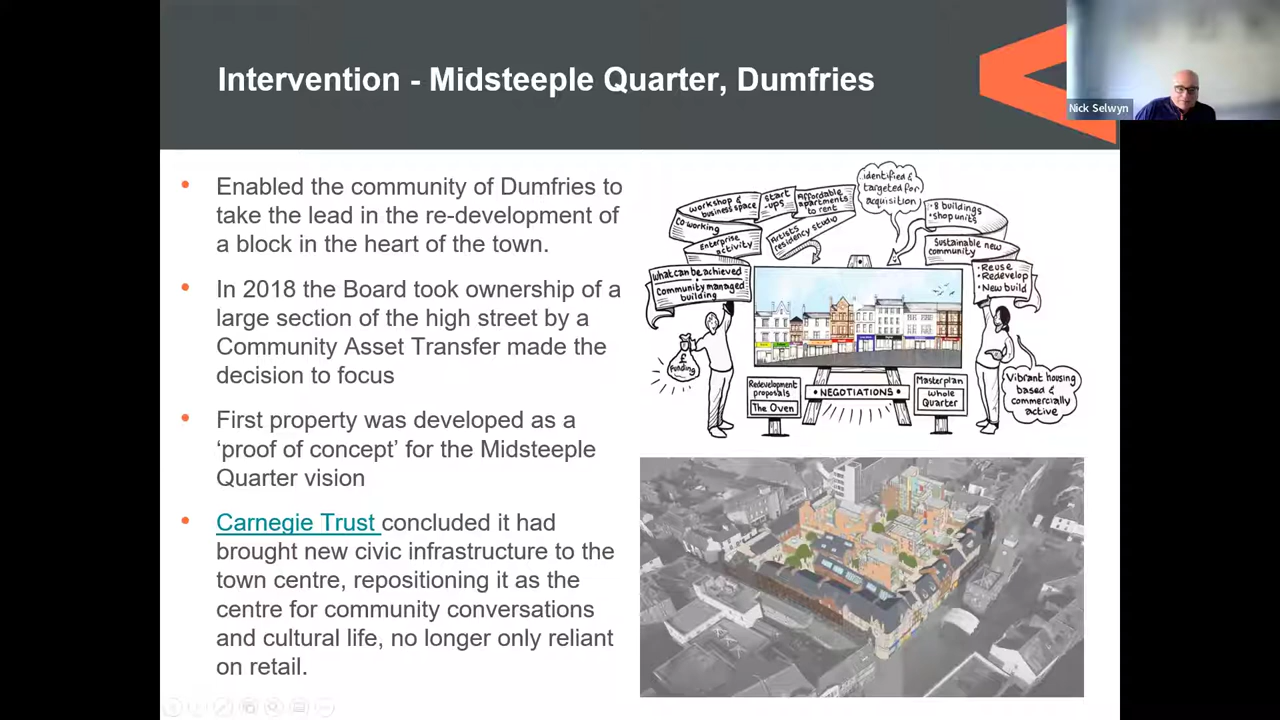 Intervention - Midsteeple Quarter, Dumfries
Nick Selwyn
• Enabled the community of Dumfries to
take the lead in the re-development of
a block in the heart of the town.
• In 2018 the Board took ownership of a
large section of the high street by a
Community Asset Transfer made the
decision to focus
• First property was developed as a
‘proof of concept’ for the Midsteeple
Quarter vision
• Carnegie Trust concluded it had
brought new civic infrastructure to the
town centre, repositioning it as the
centre for community conversations
and cultural life, no longer only reliant
on retail.
workshop &
business space
start
-ups
Affordable
apartments
to rent
Co working
Enterprise
activity
Artists
residency studio
what can be achieved
Community managed
building
identified &
targeted for
acquisition
• 8 buildings
• shop units
Sustainable new
community
• Reuse
• Redevelop
• New build
£
funding
Redevelopment
proposals
The Oven
• NEGOTIATIONS •
Masterplan
whole
Quarter
Vibrant housing
based &
commercially
active